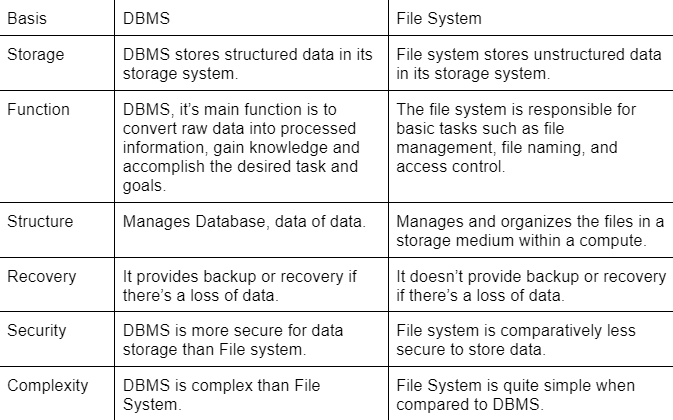 Basis DBMS File System
Storage DBMS stores structured data in its File system stores unstructured data
storage system. in its storage system.
Function DBMS, it's main function is to The file system is responsible for
convert raw data into processed basic tasks such as file
information, gain knowledge and management, file naming, and
accomplish the desired task and access control.
goals.
Structure Manages Database, data of data. Manages and organizes the files in a
storage medium within a compute.
Recovery It provides backup or recovery if It doesn't provide backup or recovery
there's a loss of data. if there's a loss of data.
Security DBMS is more secure for data File system is comparatively less
storage than File system. secure to store data.
Complexity DBMS is complex than File File System is quite simple when
System. compared to DBMS.